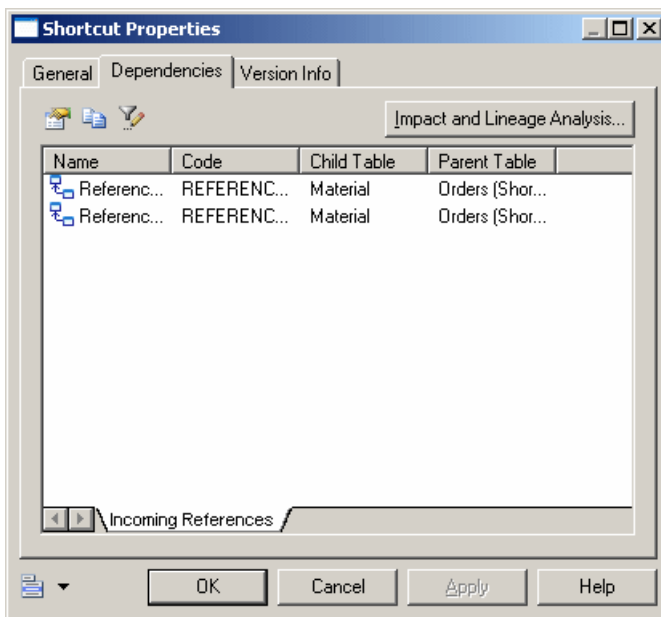 Shortcut Properties
General Dependencies Version Info
Impact and Lineage Analysis...
Name Code Child Table Parent Table
Referenc... REFERENC... Material Orders (Shor...
Referenc... REFERENC... Material Orders (Shor...
Incoming References
OK Cancel Apply Help